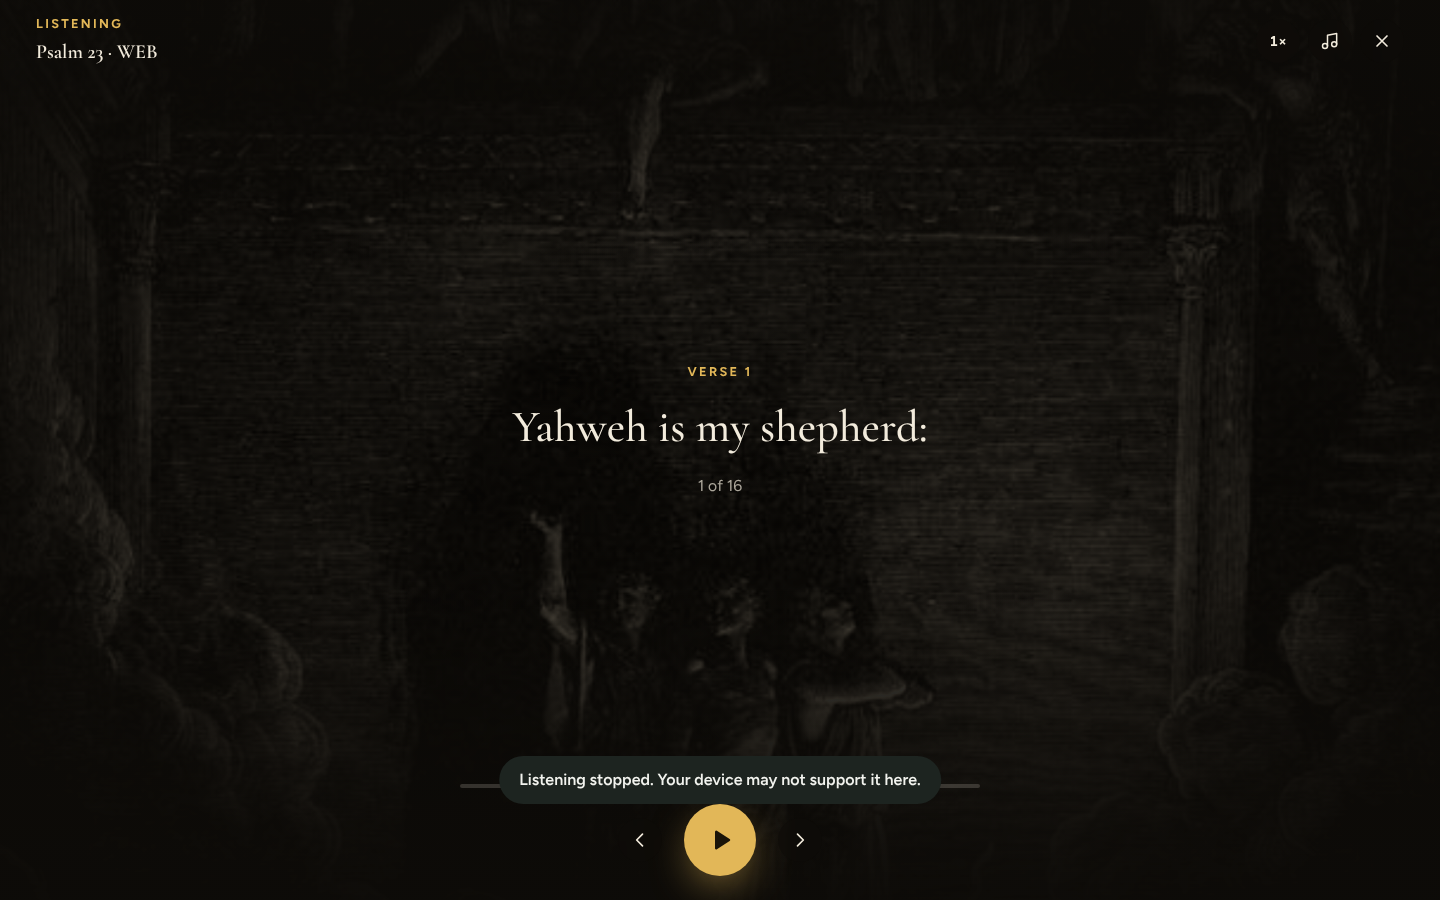 LISTENING
Psalm 23 · WEB
1×
VERSE 1
Yahweh is my shepherd:
1 of 16
Listening stopped. Your device may not support it here.